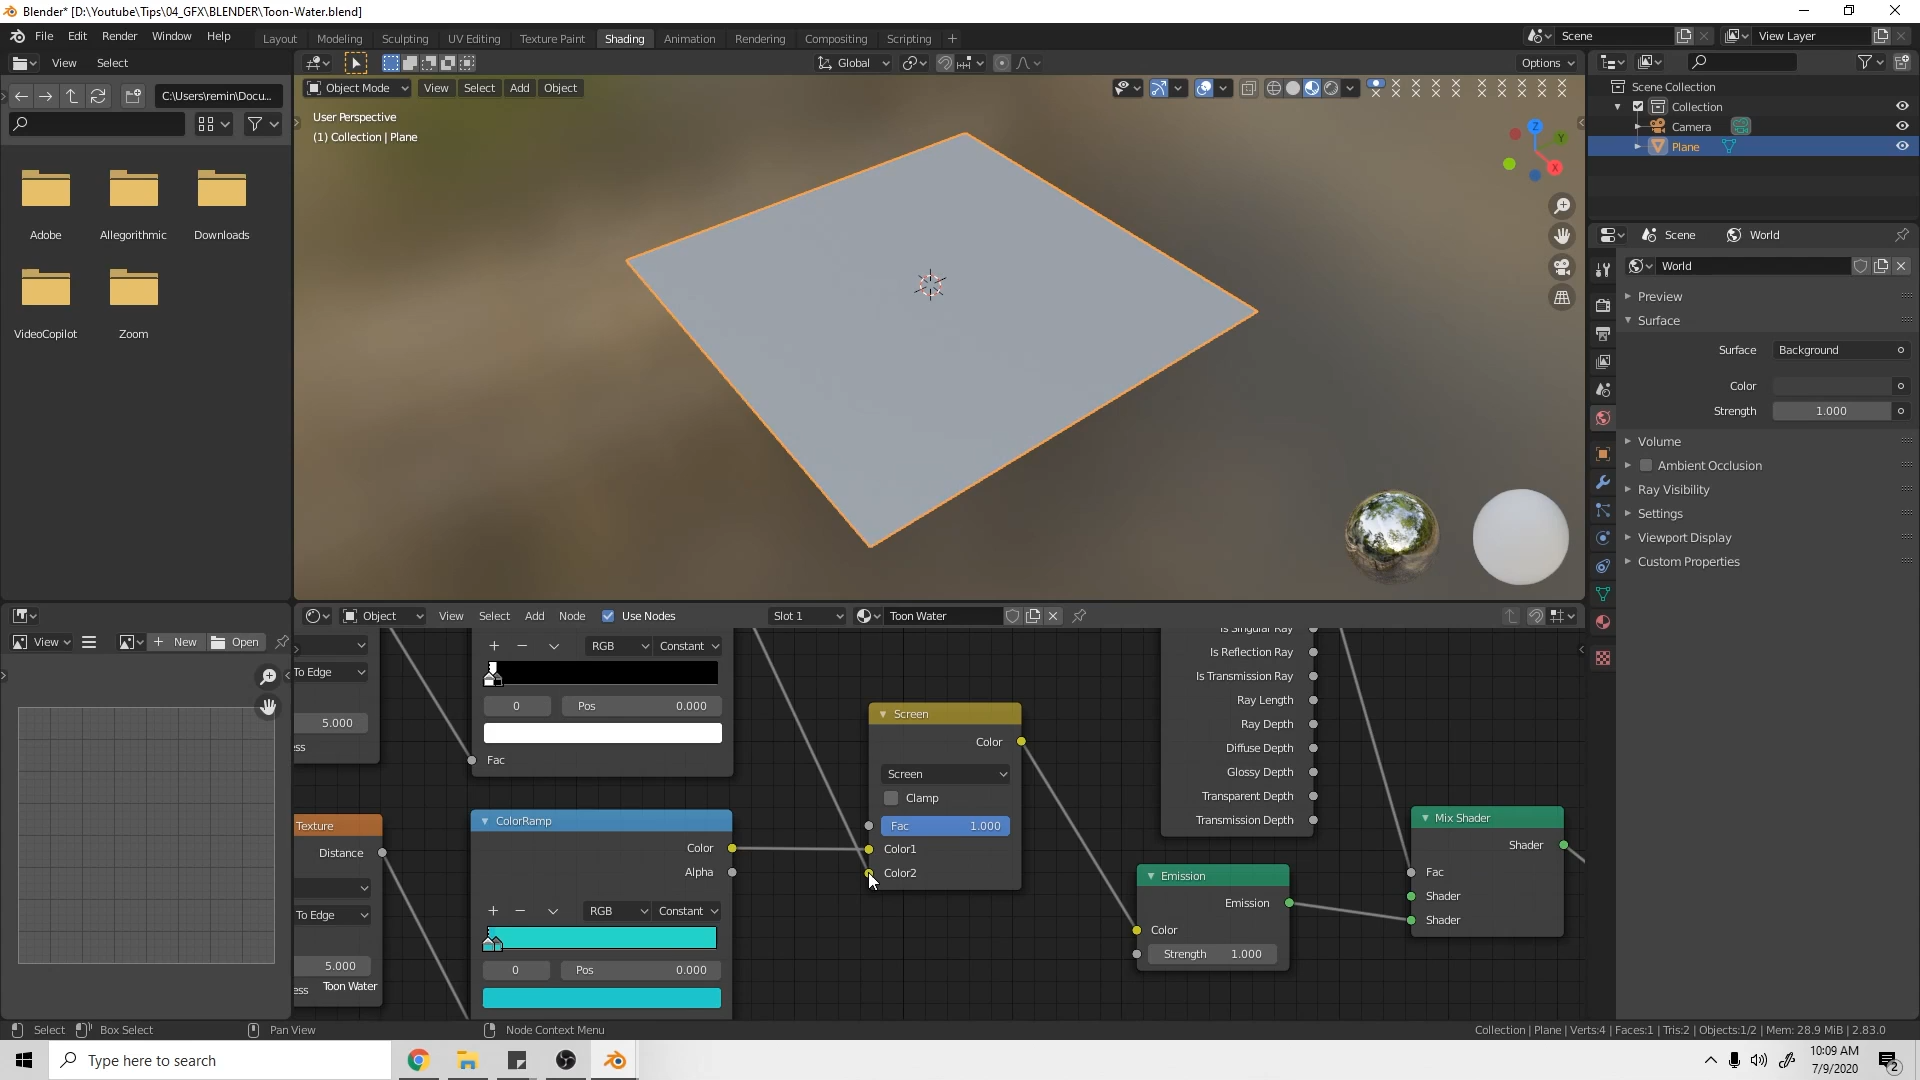 Blender* [D:\Youtube\Tips\04_GFX\BLENDER\Toon-Water.blend]
File Edit Render Window Help
Layout Modeling Sculpting UV Editing Texture Paint Shading Animation Rendering Compositing Scripting
Scene
View Layer
View Select
Global
Options
C:\Users\remin\Docu...
Object Mode View Select Add Object
User Perspective
(1) Collection | Plane
Z
Y
X
Adobe
Allegorithmic
Downloads
VideoCopilot
Zoom
Scene Collection
Collection
Camera
Plane
Scene
World
World
Preview
Surface
Surface Background
Color
Strength 1.000
Volume
Ambient Occlusion
Ray Visibility
Settings
Viewport Display
Custom Properties
View New Open
Object View Select Add Node Use Nodes
Slot 1
Toon Water
To Edge
5.000
ess
RGB Constant
0 Pos 0.000
Fac
Texture
Distance
To Edge
5.000
ess
Toon Water
ColorRamp
Color
Alpha
RGB Constant
0 Pos 0.000
Screen
Color
Screen
Clamp
Fac 1.000
Color1
Color2
Is Singular Ray
Is Reflection Ray
Is Transmission Ray
Ray Length
Ray Depth
Diffuse Depth
Glossy Depth
Transparent Depth
Transmission Depth
Emission
Emission
Color
Strength 1.000
Mix Shader
Shader
Fac
Shader
Shader
Select Box Select Pan View Node Context Menu
Collection | Plane | Verts:4 | Faces:1 | Tris:2 | Objects:1/2 | Mem: 28.9 MiB | 2.83.0
Type here to search
10:09 AM
7/9/2020
2